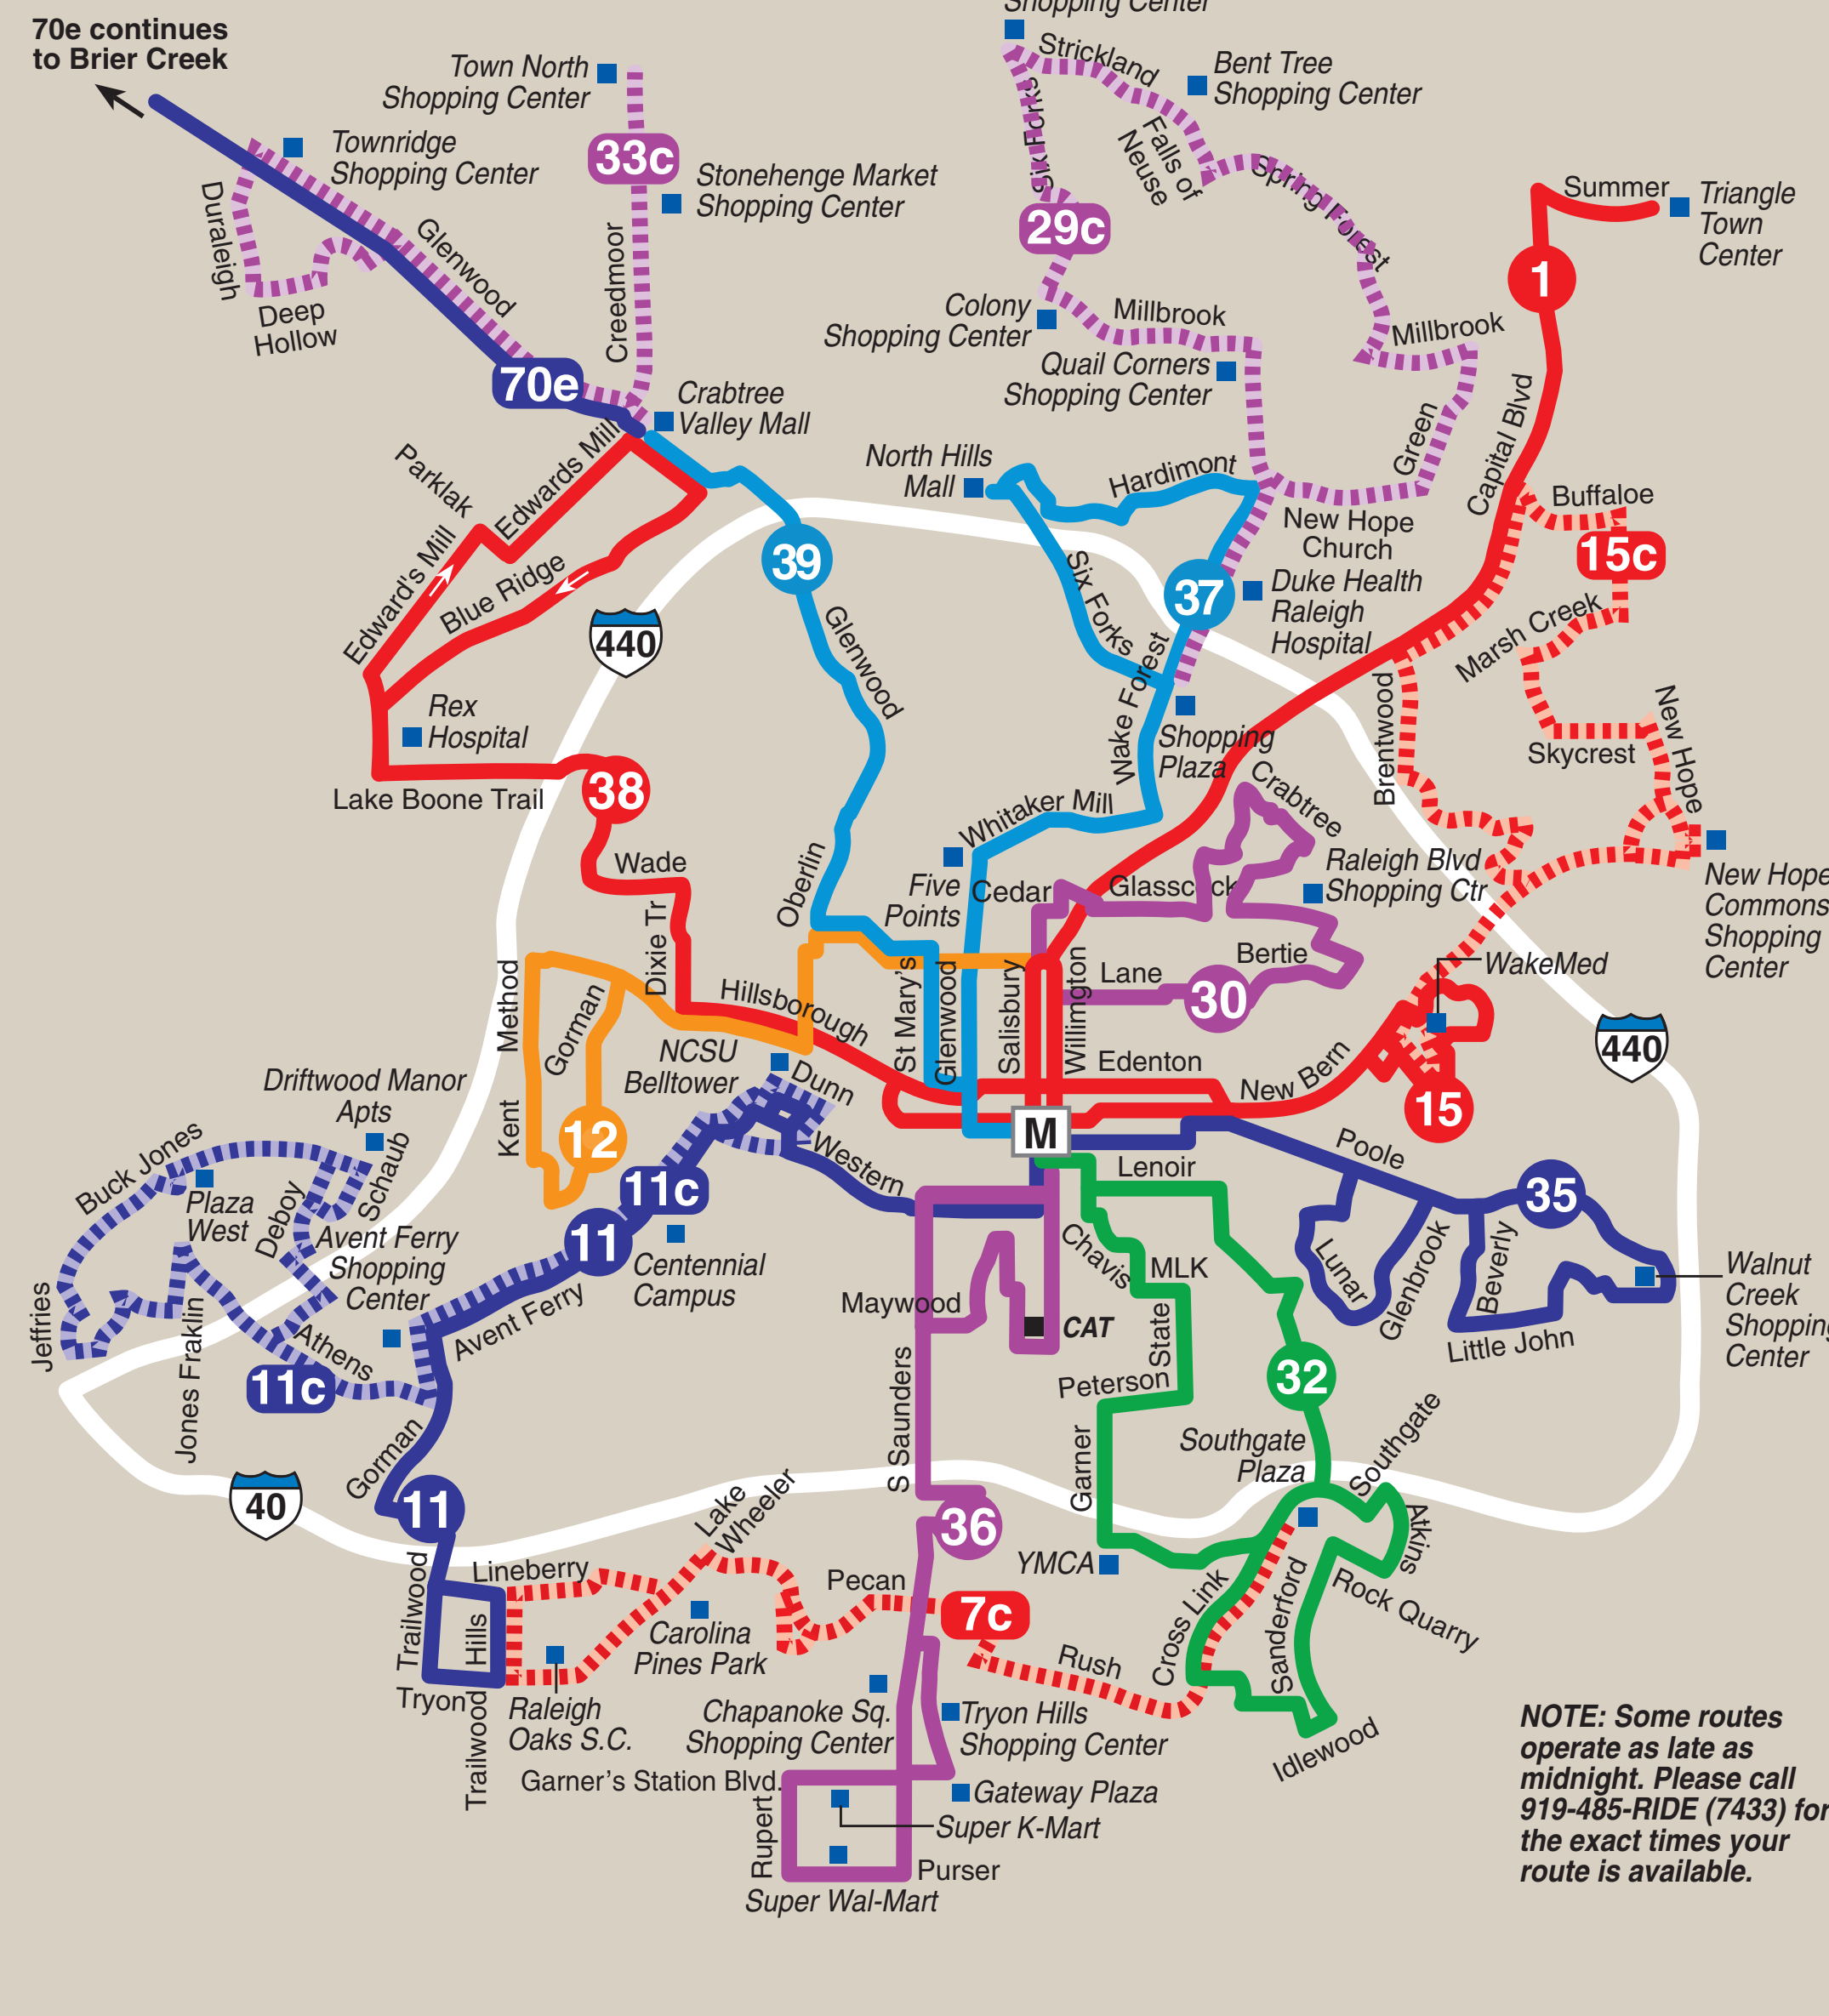 Shopping Center
70e continues
to Brier Creek
Town North
Shopping Center
Strickland
Bent Tree
Shopping Center
Townridge
Shopping Center
33c
Stonehenge Market
Shopping Center
Six Forks
Falls of
Neuse
Spring Forest
Summer
Triangle
Town
Center
Duraleigh
Glenwood
Creedmoor
29c
1
Deep
Hollow
Colony
Shopping Center
Millbrook
Millbrook
Quail Corners
Shopping Center
70e
Crabtree
Valley Mall
Green
Capital Blvd
Parklak
Edwards Mill
North Hills
Mall
Hardimont
Buffaloe
New Hope
Church
15c
Edward's Mill
Blue Ridge
39
Six Forks
37
Duke Health
Raleigh
Hospital
Marsh Creek
440
Glenwood
Wake Forest
Brentwood
New Hope
Rex
Hospital
Shopping
Plaza
Skycrest
Lake Boone Trail
38
Whitaker Mill
Crabtree
Wade
Oberlin
Five
Points
Cedar
Glasscock
Raleigh Blvd
Shopping Ctr
New Hope
Commons
Shopping
Center
Dixie Tr
Method
Gorman
Hillsborough
St Mary's
Glenwood
Salisbury
Willimgton
Lane
Bertie
30
WakeMed
440
NCSU
Belltower
Dunn
Edenton
New Bern
15
Driftwood Manor
Apts
Kent
12
M
Buck Jones
Schaub
Plaza
West
Deboy
11c
Western
Lenoir
Poole
35
Avent Ferry
Shopping
Center
11
Centennial
Campus
Chavis
MLK
Lunar
Glenbrook
Beverly
Walnut
Creek
Shopping
Center
Jeffries
Jones Fraklin
Athens
Avent Ferry
Maywood
CAT
State
Little John
11c
Peterson
32
Gorman
S Saunders
Garner
Southgate
Plaza
Southgate
40
11
Lake
Wheeler
36
Atkins
Lineberry
Pecan
YMCA
Rock Quarry
Trailwood
Hills
Carolina
Pines Park
7c
Rush
Cross Link
Sanderford
Tryon
Trailwood
Raleigh
Oaks S.C.
Chapanoke Sq.
Shopping Center
Tryon Hills
Shopping Center
Idlewood
Garner's Station Blvd.
Gateway Plaza
Rupert
Super K-Mart
Purser
Super Wal-Mart
NOTE: Some routes
operate as late as
midnight. Please call
919-485-RIDE (7433) for
the exact times your
route is available.